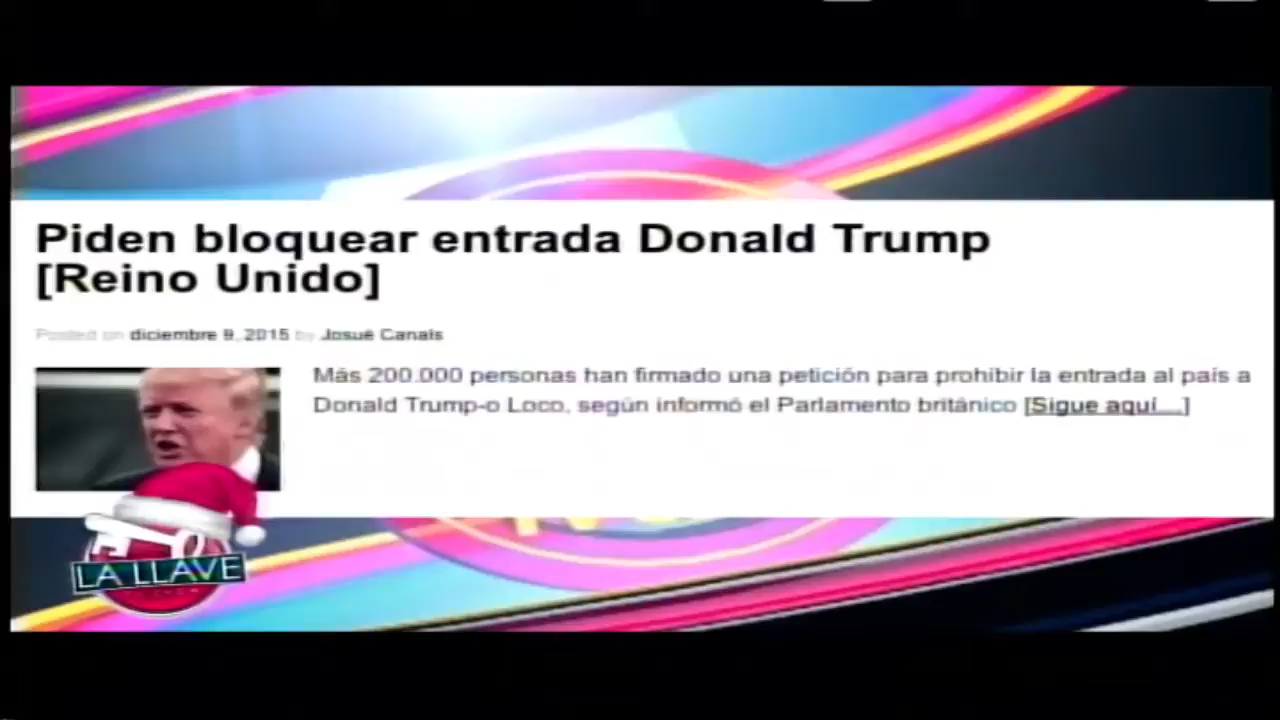 Piden bloquear entrada Donald Trump
[Reino Unido]
Posted on diciembre 9, 2015 by Josué Canals
Más 200.000 personas han firmado una petición para prohibir la entrada al país a
Donald Trump-o Loco, según informó el Parlamento británico [Sigue aquí...]
LA LLAVE